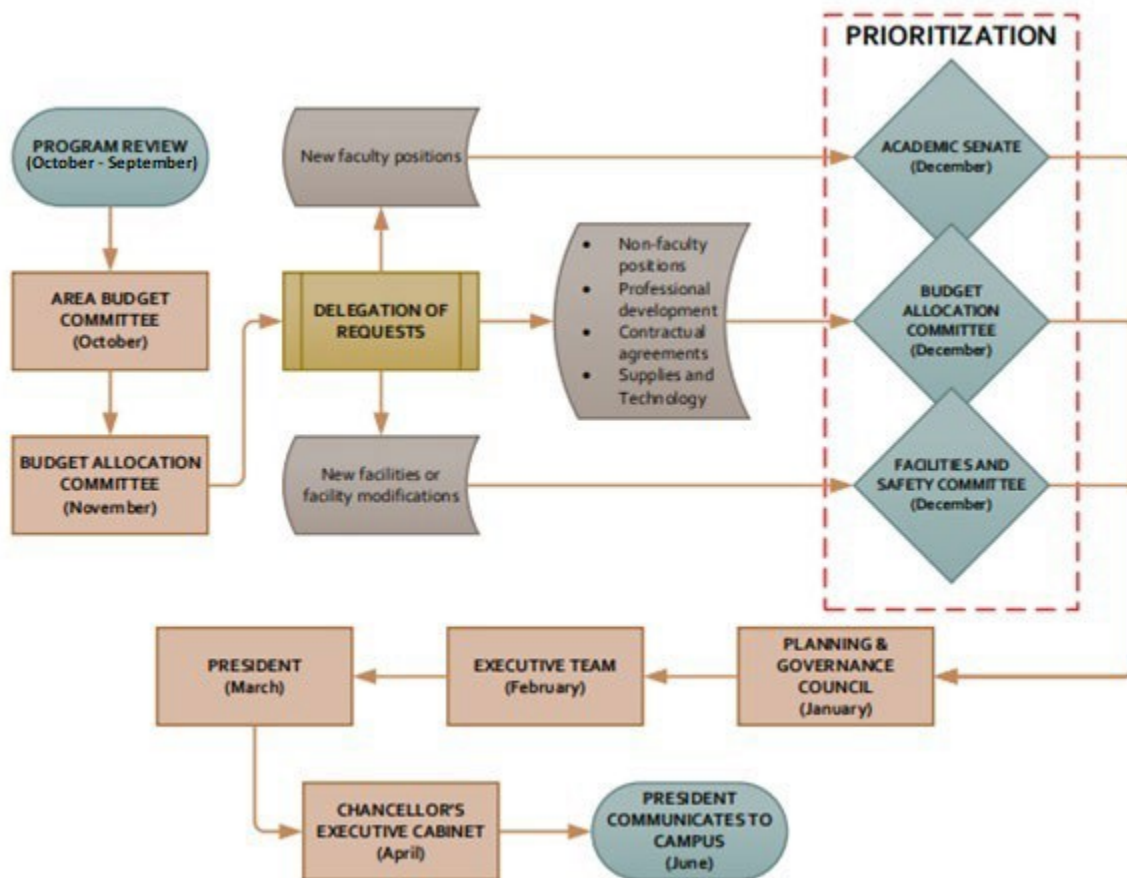 PRIORITIZATION
PROGRAM REVIEW
(October - September)
New faculty positions
ACADEMIC SENATE
(December)
AREA BUDGET
COMMITTEE
(October)
DELEGATION OF
REQUESTS
• Non-faculty
positions
• Professional
development
• Contractual
agreements
• Supplies and
Technology
BUDGET
ALLOCATION
COMMITTEE
(December)
BUDGET ALLOCATION
COMMITTEE
(November)
New facilities or
facility modifications
FACILITIES AND
SAFETY COMMITTEE
(December)
PRESIDENT
(March)
EXECUTIVE TEAM
(February)
PLANNING &
GOVERNANCE
COUNCIL
(January)
CHANCELLOR'S
EXECUTIVE CABINET
(April)
PRESIDENT
COMMUNICATES TO
CAMPUS
(June)